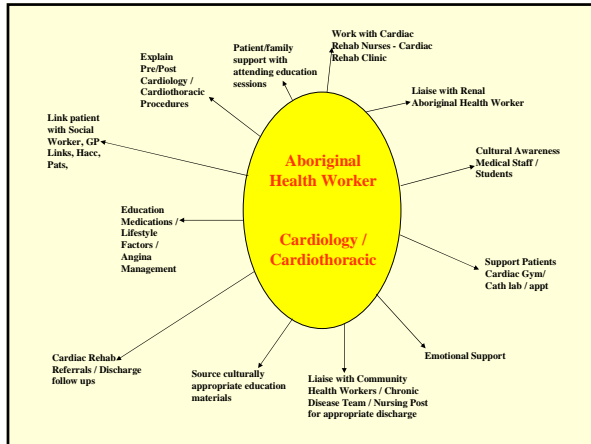 Work with Cardiac
Rehab Nurses - Cardiac
Rehab Clinic
Patient/family
support with
attending education
sessions
Explain
Pre/Post
Cardiology /
Cardiothoracic
Procedures
Liaise with Renal
Aboriginal Health Worker
Link patient
with Social
Worker, GP
Links, Hacc,
Pats,
Aboriginal
Health Worker
Cardiology /
Cardiothoracic
Cultural Awareness
Medical Staff /
Students
Education
Medications /
Lifestyle
Factors /
Angina
Management
Support Patients
Cardiac Gym/
Cath lab / appt
Cardiac Rehab
Referrals / Discharge
follow ups
Source culturally
appropriate education
materials
Liaise with Community
Health Workers / Chronic
Disease Team / Nursing Post
for appropriate discharge
Emotional Support